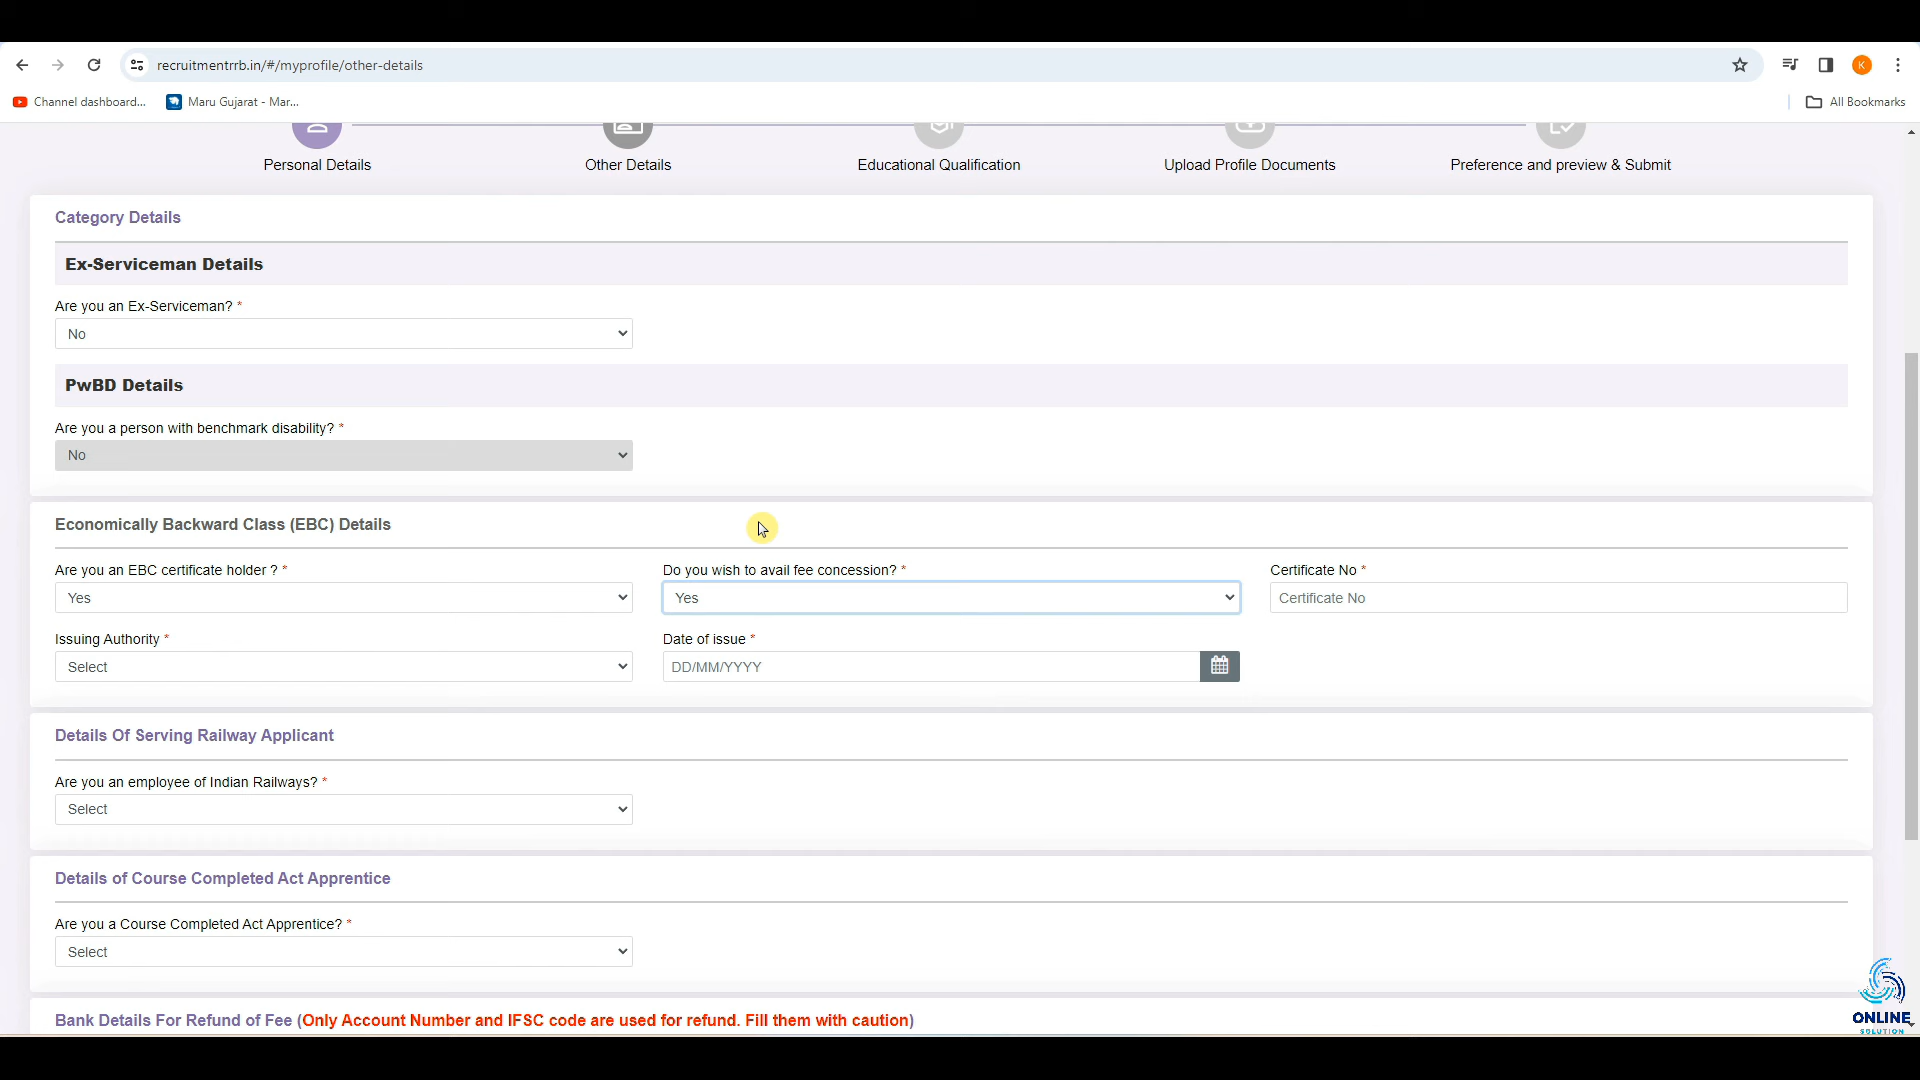 recruitmentrrb.in/#/myprofile/other-details
K
Channel dashboard...
Maru Gujarat - Mar...
All Bookmarks
Personal Details
Other Details
Educational Qualification
Upload Profile Documents
Preference and preview & Submit
Category Details
Ex-Serviceman Details
Are you an Ex-Serviceman? *
No
PwBD Details
Are you a person with benchmark disability? *
No
Economically Backward Class (EBC) Details
Are you an EBC certificate holder ? *
Do you wish to avail fee concession? *
Certificate No *
Yes
Yes
Certificate No
Issuing Authority *
Date of issue *
Select
DD/MM/YYYY
Details Of Serving Railway Applicant
Are you an employee of Indian Railways? *
Select
Details of Course Completed Act Apprentice
Are you a Course Completed Act Apprentice? *
Select
Bank Details For Refund of Fee (Only Account Number and IFSC code are used for refund. Fill them with caution)
ONLINE
SOLUTION